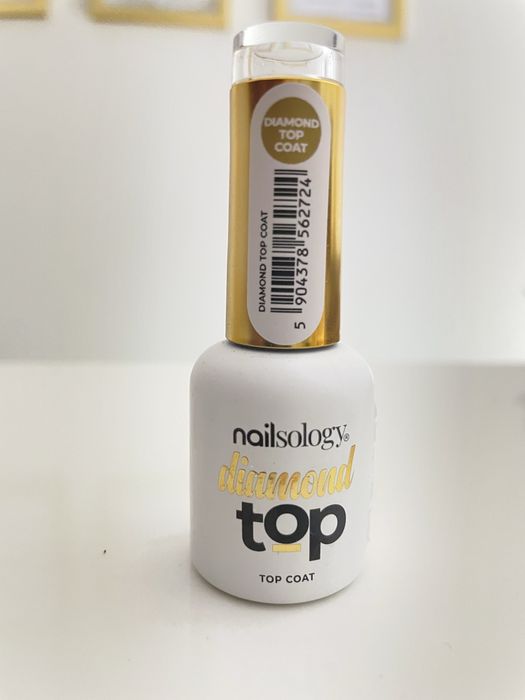 DIAMOND
TOP
COAT
DIAMOND TOP COAT
5 904378 562724
nailsology®
diamond
top
TOP COAT